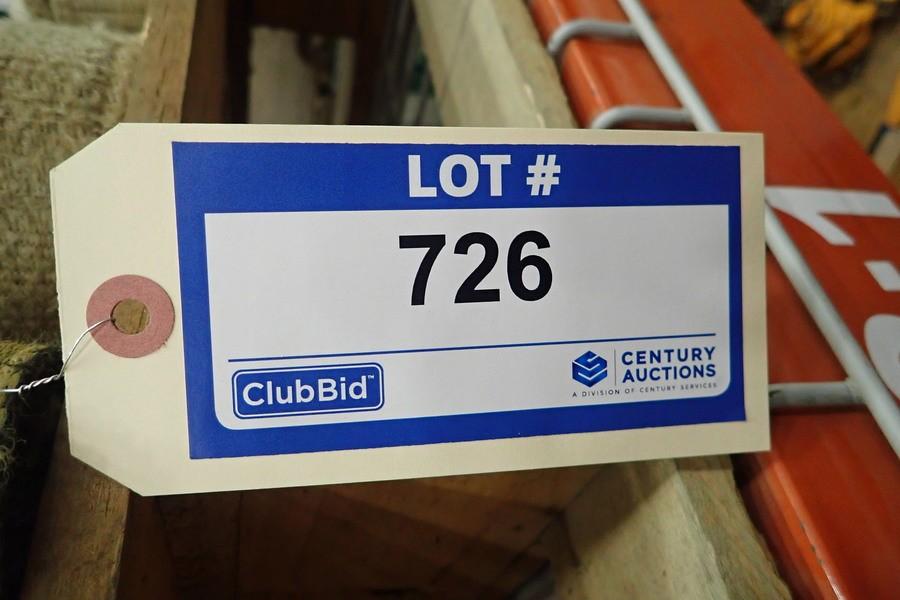 LOT #
726
ClubBid™
CENTURY
AUCTIONS
A DIVISION OF CENTURY SERVICES